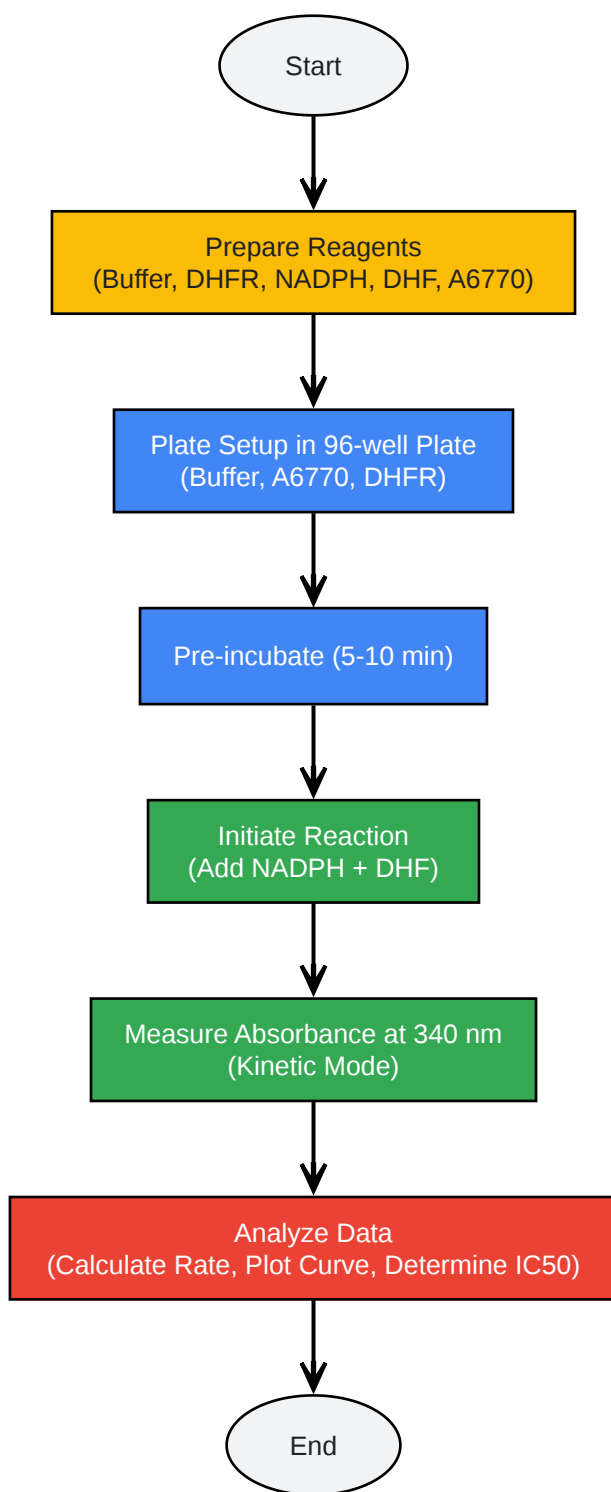 Start
Prepare Reagents
(Buffer, DHFR, NADPH, DHF, A6770)
Plate Setup in 96-well Plate
(Buffer, A6770, DHFR)
Pre-incubate (5-10 min)
Initiate Reaction
(Add NADPH + DHF)
Measure Absorbance at 340 nm
(Kinetic Mode)
Analyze Data
(Calculate Rate, Plot Curve, Determine IC50)
End